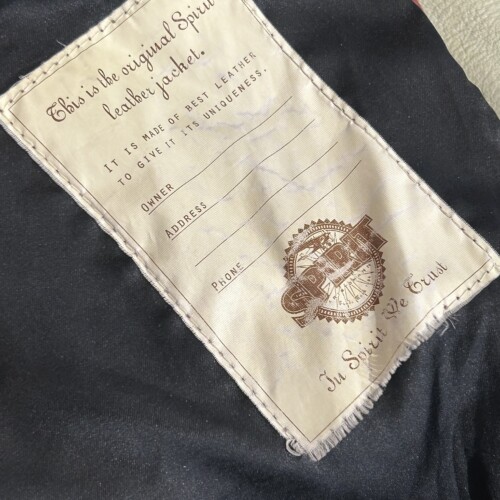 This is the original Spirit
leather jacket.
IT IS MADE OF BEST LEATHER
TO GIVE IT ITS UNIQUENESS.
OWNER
ADDRESS
PHONE
SPIRIT
In Spirit We Trust